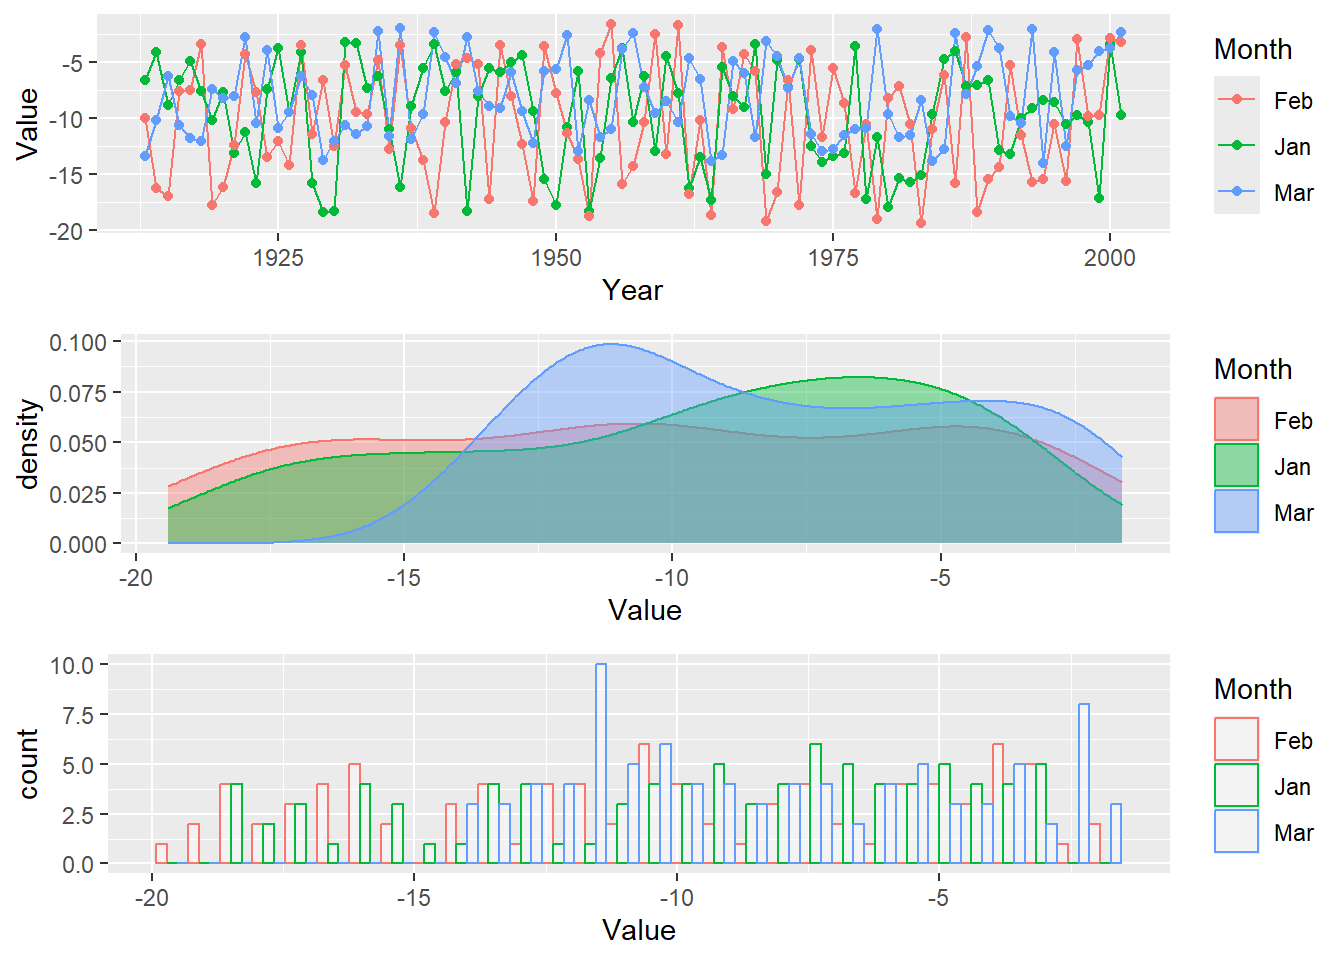 Value
-5
-10
-15
-20
1925 1950 1975 2000
Year
Month
Feb
Jan
Mar
density
0.100
0.075
0.050
0.025
0.000
-20 -15 -10 -5
Value
Month
Feb
Jan
Mar
count
10.0
7.5
5.0
2.5
0.0
-20 -15 -10 -5
Value
Month
Feb
Jan
Mar